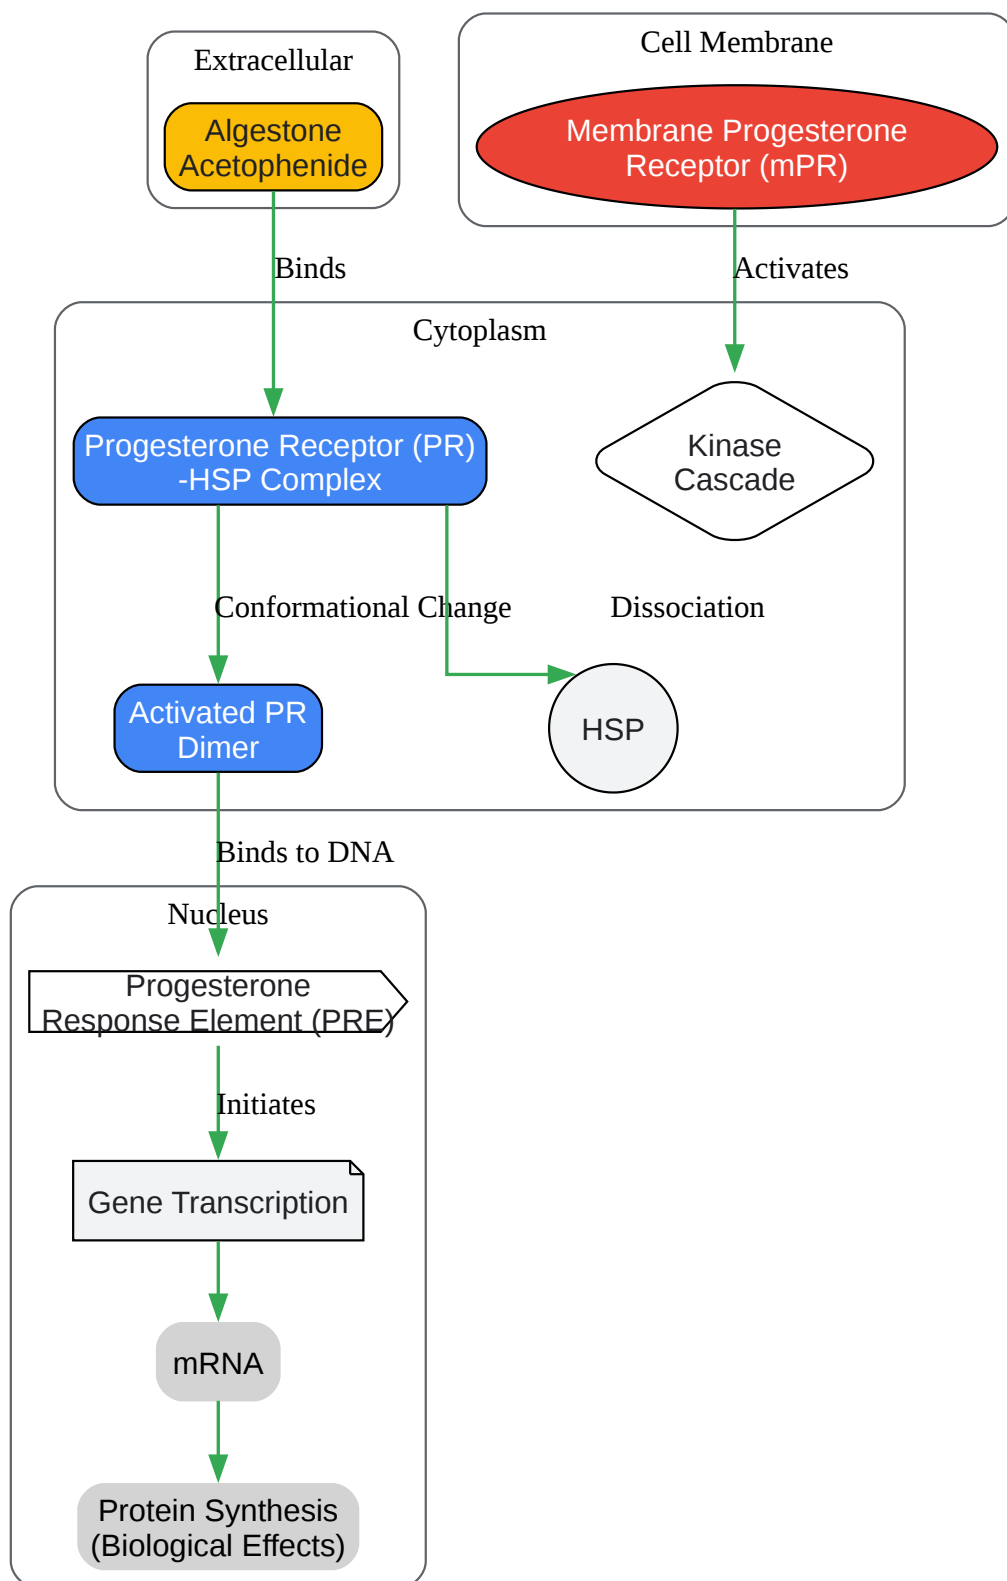 Extracellular
Algestone
Acetophenide
Cell Membrane
Membrane Progesterone
Receptor (mPR)
Binds
Activates
Cytoplasm
Progesterone Receptor (PR)
-HSP Complex
Kinase
Cascade
Conformational Change
Dissociation
Activated PR
Dimer
HSP
Binds to DNA
Nucleus
Progesterone
Response Element (PRE)
Initiates
Gene Transcription
mRNA
Protein Synthesis
(Biological Effects)